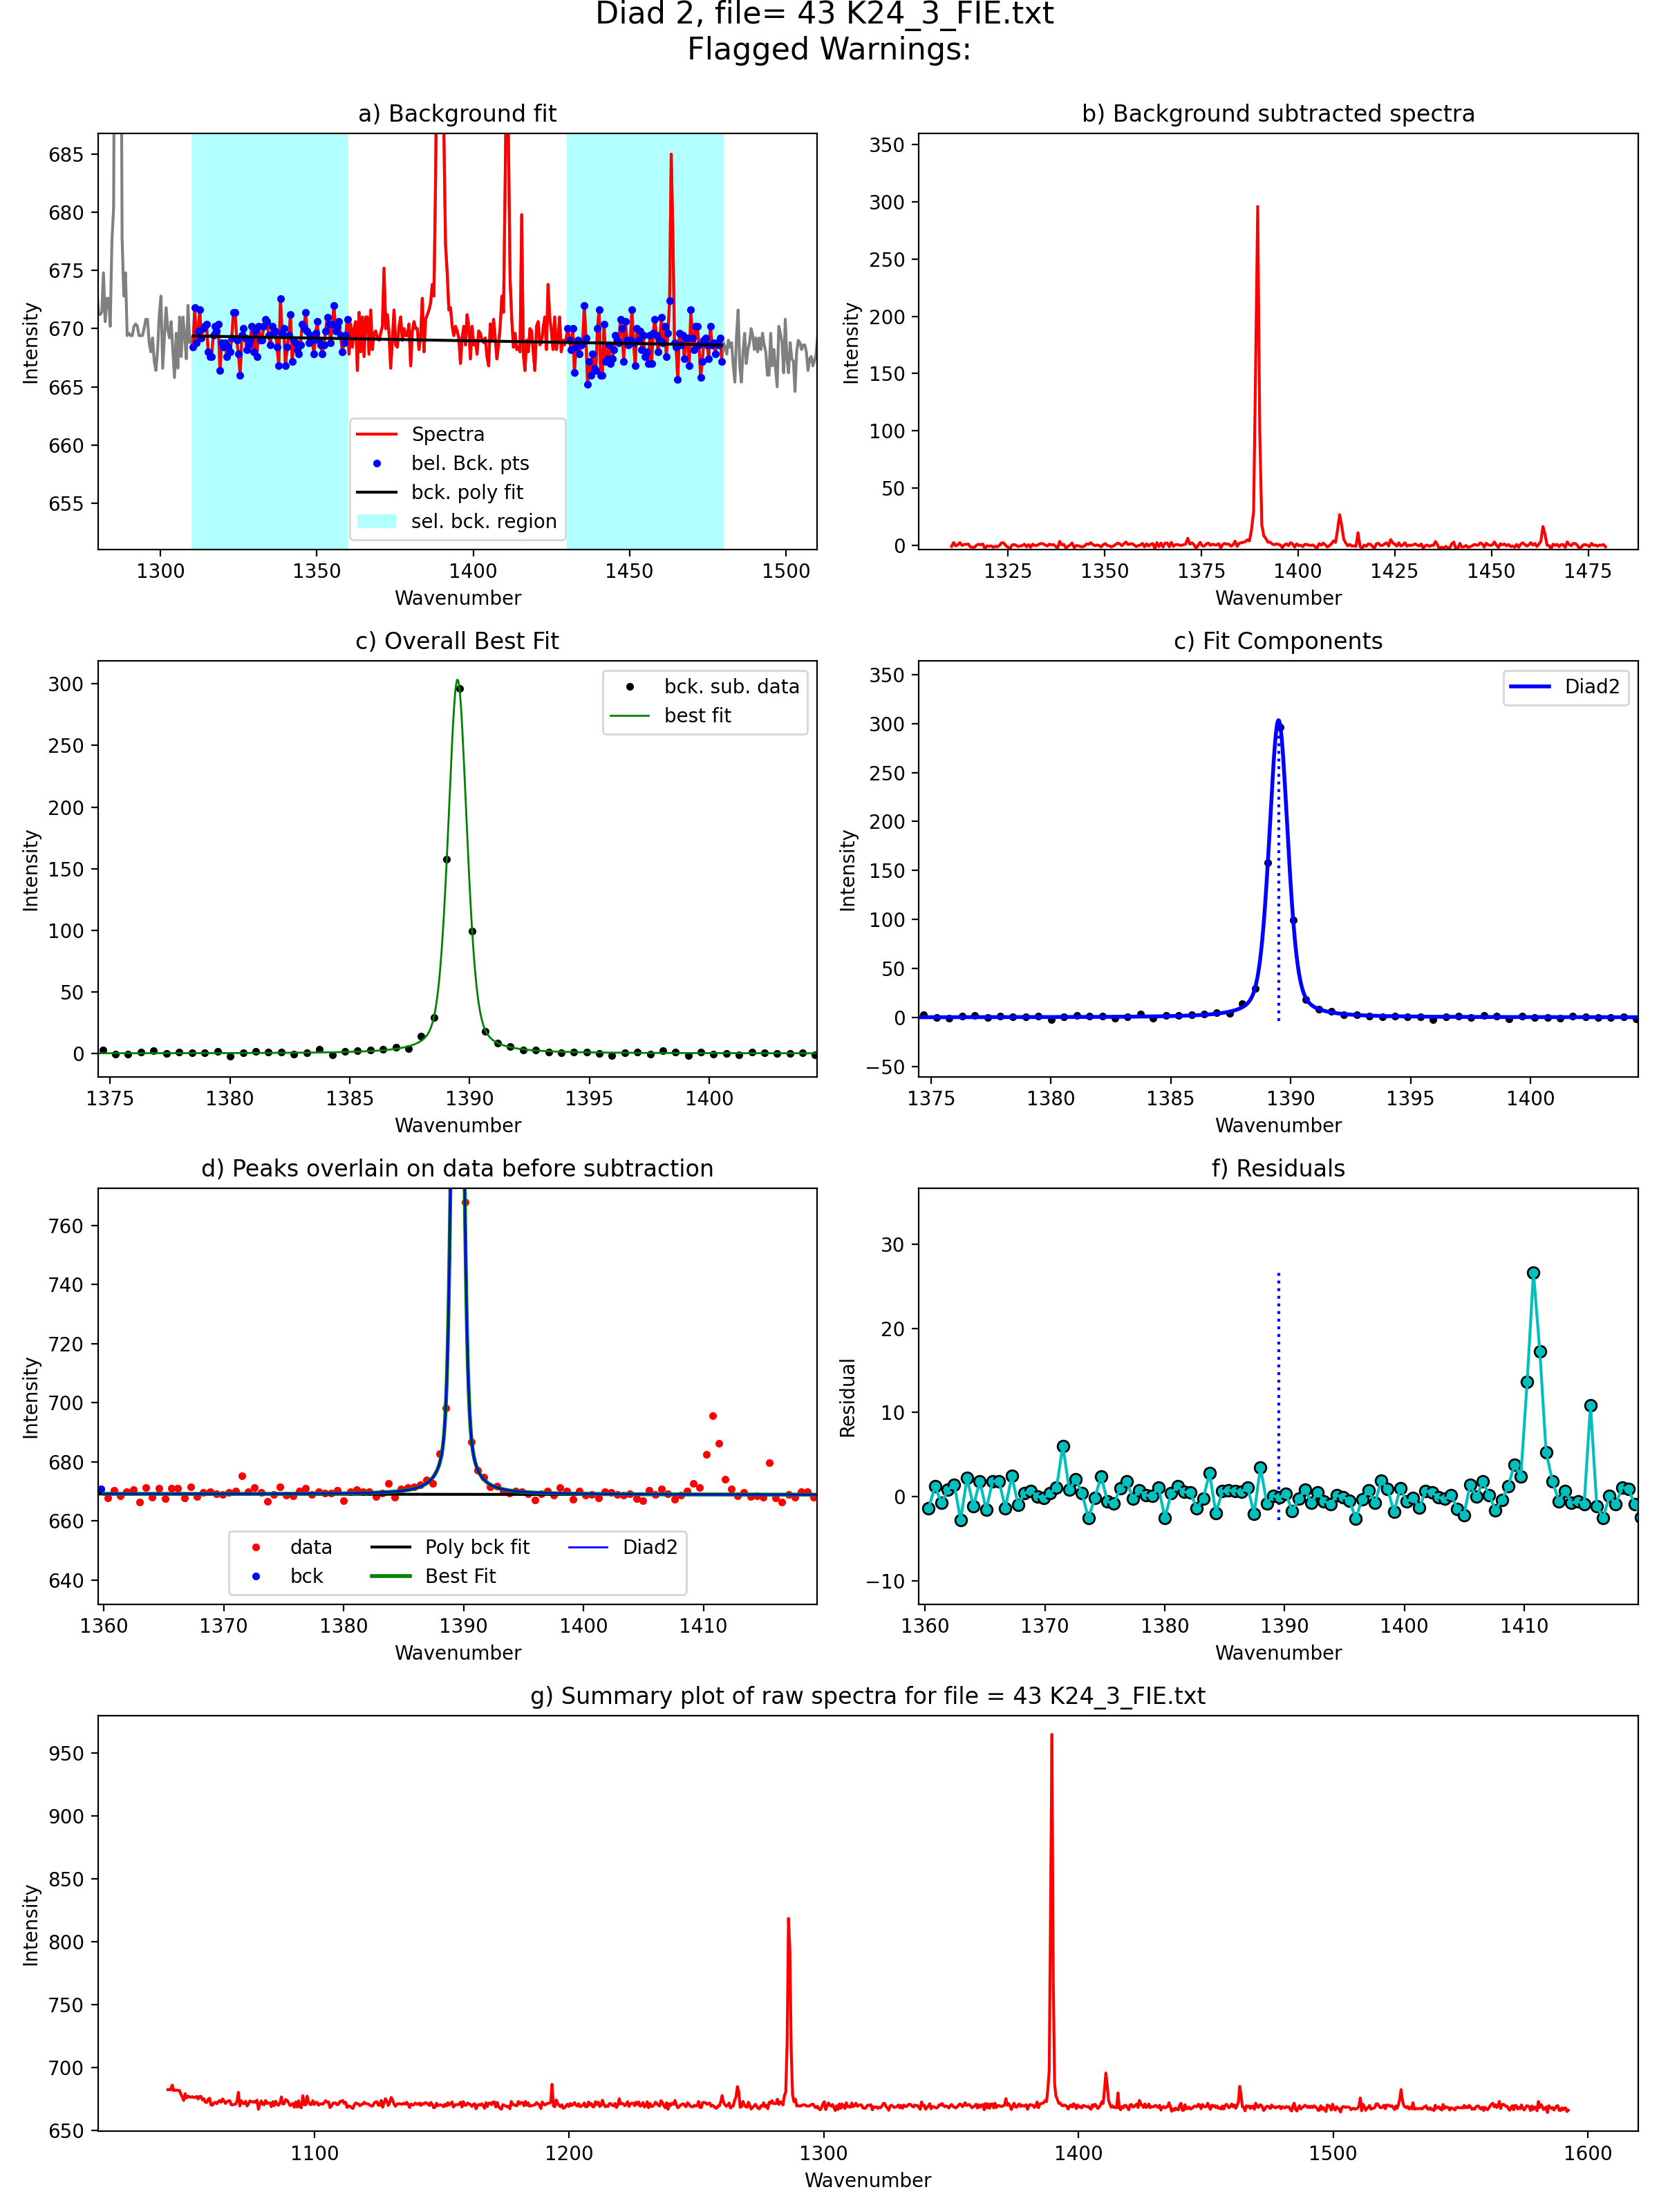 Diad 2, file= 43 K24_3_FIE.txt
Flagged Warnings:
a) Background fit
685
680
675
670
665
660
655
Intensity
Spectra
bel. Bck. pts
bck. poly fit
sel. bck. region
1300 1350 1400 1450 1500
Wavenumber
b) Background subtracted spectra
350
300
250
200
150
100
50
0
Intensity
1325 1350 1375 1400 1425 1450 1475
Wavenumber
c) Overall Best Fit
300
250
200
150
100
50
0
Intensity
bck. sub. data
best fit
1375 1380 1385 1390 1395 1400
Wavenumber
c) Fit Components
350
300
250
200
150
100
50
0
−50
Intensity
Diad2
1375 1380 1385 1390 1395 1400
Wavenumber
d) Peaks overlain on data before subtraction
760
740
720
700
680
660
640
Intensity
data
bck
Poly bck fit
Best Fit
Diad2
1360 1370 1380 1390 1400 1410
Wavenumber
f) Residuals
30
20
10
0
−10
Residual
1360 1370 1380 1390 1400 1410
Wavenumber
g) Summary plot of raw spectra for file = 43 K24_3_FIE.txt
950
900
850
800
750
700
650
Intensity
1100 1200 1300 1400 1500 1600
Wavenumber